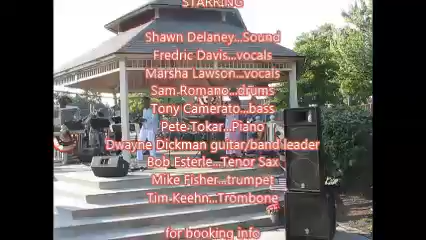 STARRING
Shawn Delaney...Sound
Fredric Davis...vocals
Marsha Lawson...vocals
Sam Romano...drums
Tony Camerato...bass
Pete Tokar...Piano
Dwayne Dickman guitar/band leader
Bob Esterle...Tenor Sax
Mike Fisher...trumpet
Tim Keehn...Trombone
for booking info